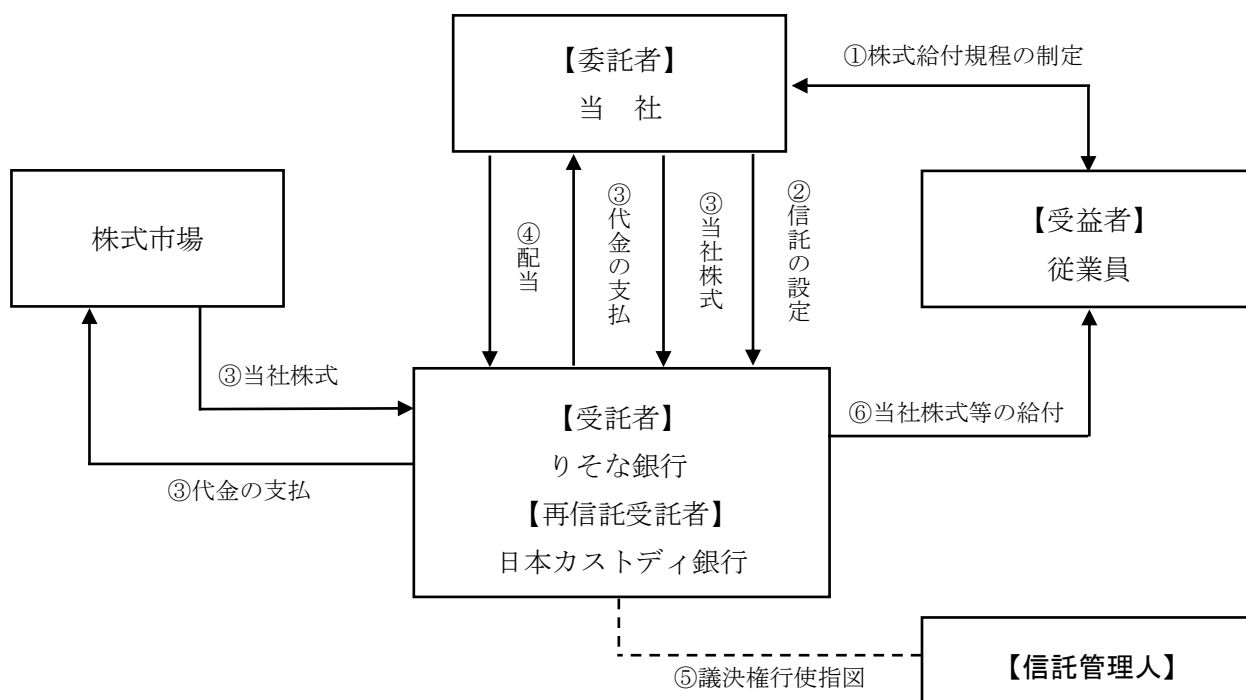 【委託者】
当　社
①株式給付規程の制定
株式市場
④配当
③代金の支払
③当社株式
②信託の設定
【受益者】
従業員
③当社株式
③代金の支払
【受託者】
りそな銀行
【再信託受託者】
日本カストディ銀行
⑥当社株式等の給付
⑤議決権行使指図
【信託管理人】